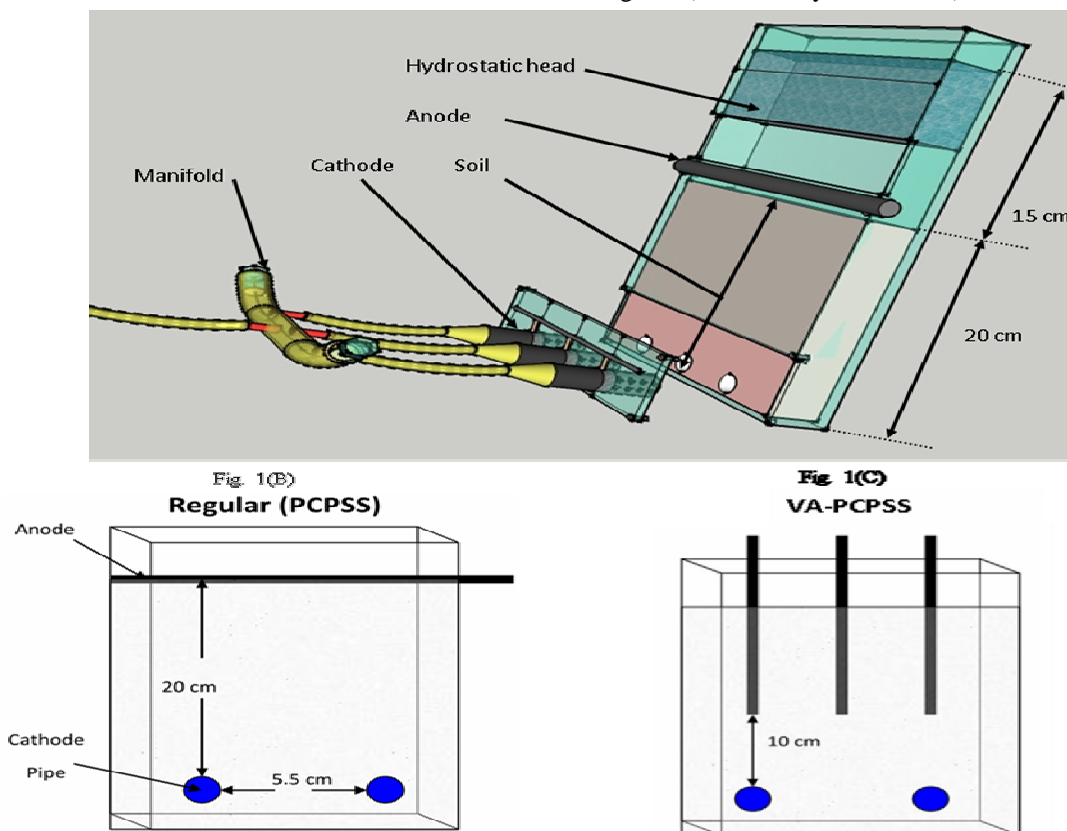 Hydrostatic head
Anode
Manifold
Cathode
Soil
15 cm
20 cm
Fig. 1(B)
Regular (PCPSS)
Anode
20 cm
Cathode
Pipe
5.5 cm
Fig. 1(C)
VA-PCPSS
10 cm